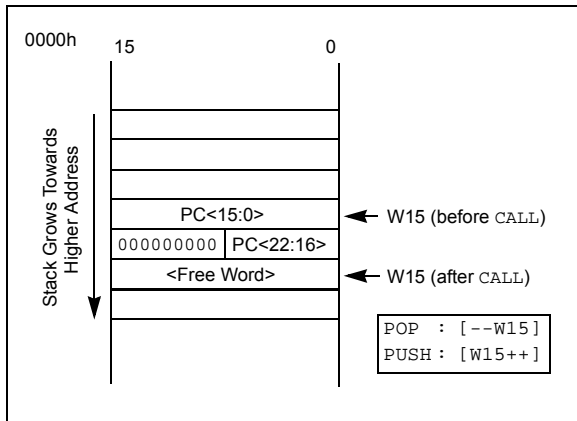 0000h
15 0
Stack Grows Towards
Higher Address
PC<15:0>
W15 (before CALL)
000000000 PC<22:16>
<Free Word>
W15 (after CALL)
POP : [--W15]
PUSH : [W15++]